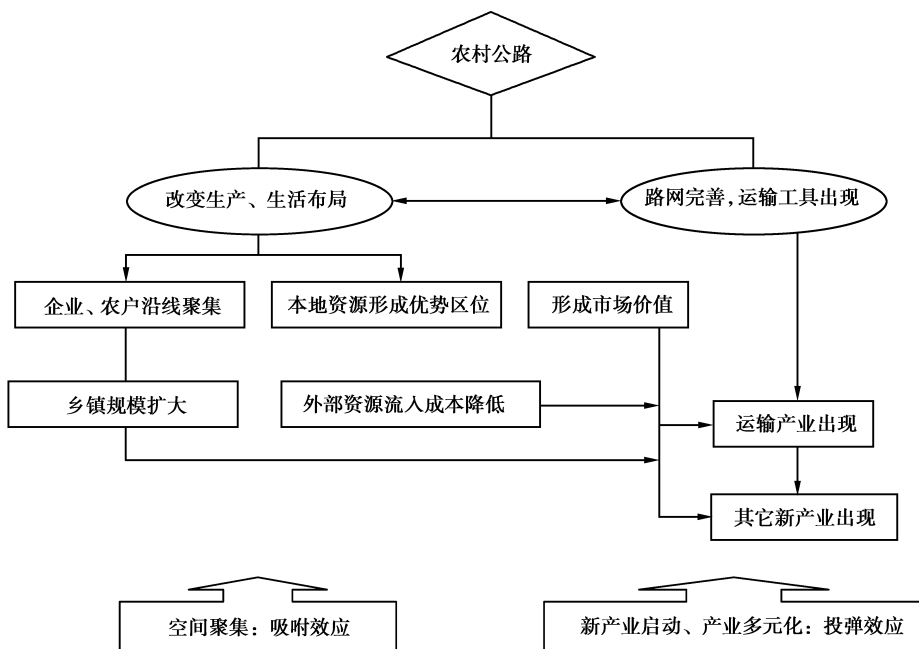 农村公路
改变生产、生活布局
路网完善,运输工具出现
企业、农户沿线聚集
本地资源形成优势区位
形成市场价值
乡镇规模扩大
外部资源流入成本降低
运输产业出现
其它新产业出现
空间聚集：吸咐效应
新产业启动、产业多元化：投弹效应